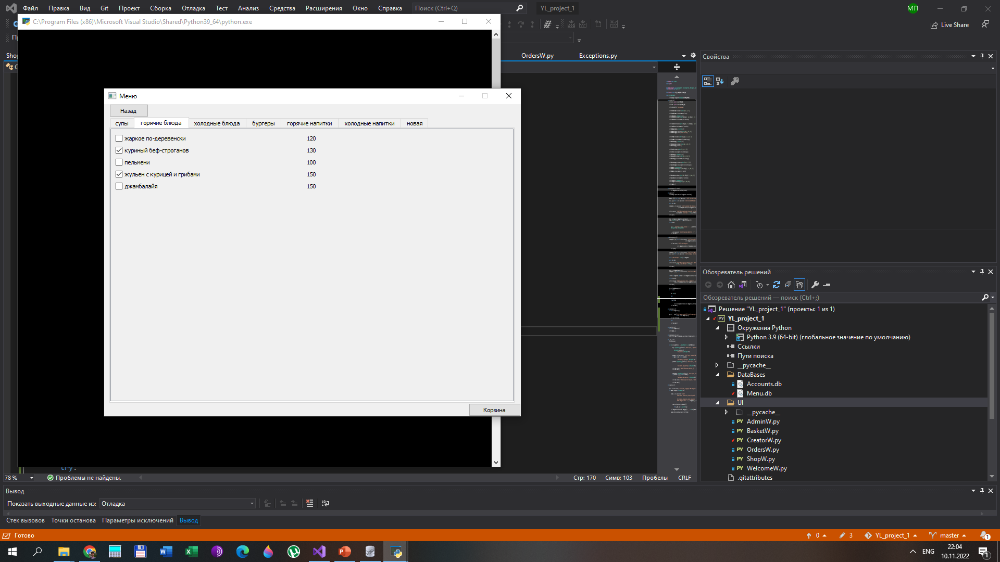 Файл Правка Вид Git Проект Сборка Отладка Тест Анализ Средства Расширения Окно Справка Поиск (Ctrl+Q) YL_project_1 МП
C:\Program Files (x86)\Microsoft Visual Studio\Shared\Python39_64\python.exe
Live Share
OrdersW.py Exceptions.py
Свойства
Меню
Назад
супы горячие блюда холодные блюда бургеры горячие напитки холодные напитки новая
жаркое по-деревенски 120
куриный беф-строганов 130
пельмени 100
жульен с курицей и грибами 150
джамбалайя 150
Корзина
Обозреватель решений
Обозреватель решений — поиск (Ctrl+;)
Решение "YL_project_1" (проекты: 1 из 1)
YL_project_1
Окружения Python
Python 3.9 (64-bit) (глобальное значение по умолчанию)
Ссылки
Пути поиска
__pycache__
DataBases
Accounts.db
Menu.db
UI
__pycache__
AdminW.py
BasketW.py
CreatorW.py
OrdersW.py
ShopW.py
WelcomeW.py
.gitattributes
try:
78 % Проблемы не найдены. Стр: 170 Симв: 103 Пробелы CRLF
Вывод
Показать выходные данные из: Отладка
Стек вызовов Точки останова Параметры исключений Вывод
Готово 0 3 YL_project_1 master 1
ENG 22:04
10.11.2022 1